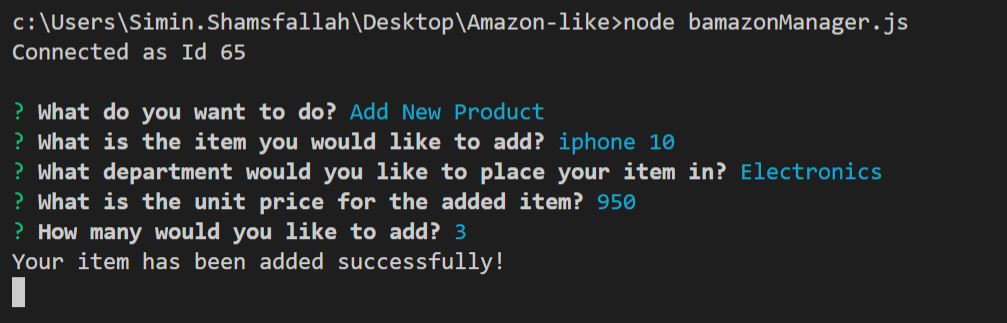 c:\Users\Simin.Shamsfallah\Desktop\Amazon-like>node bamazonManager.js
Connected as Id 65
? What do you want to do? Add New Product
? What is the item you would like to add? iphone 10
? What department would you like to place your item in? Electronics
? What is the unit price for the added item? 950
? How many would you like to add? 3
Your item has been added successfully!